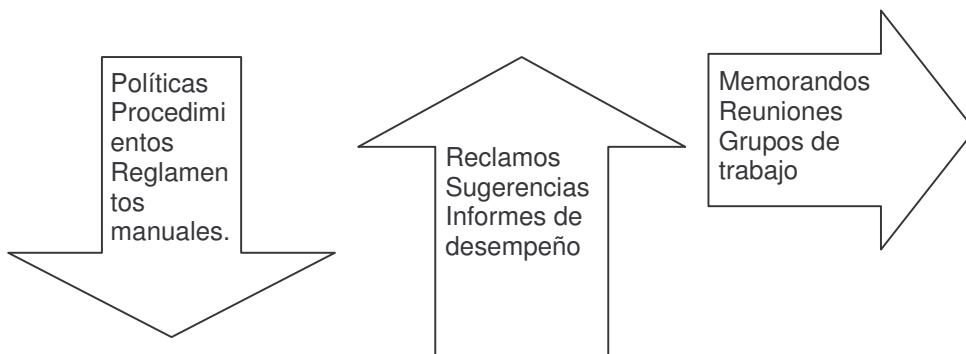 Políticas
Procedimi
entos
Reglamen
tos
manuales.
Reclamos
Sugerencias
Informes de
desempeño
Memorandos
Reuniones
Grupos de
trabajo